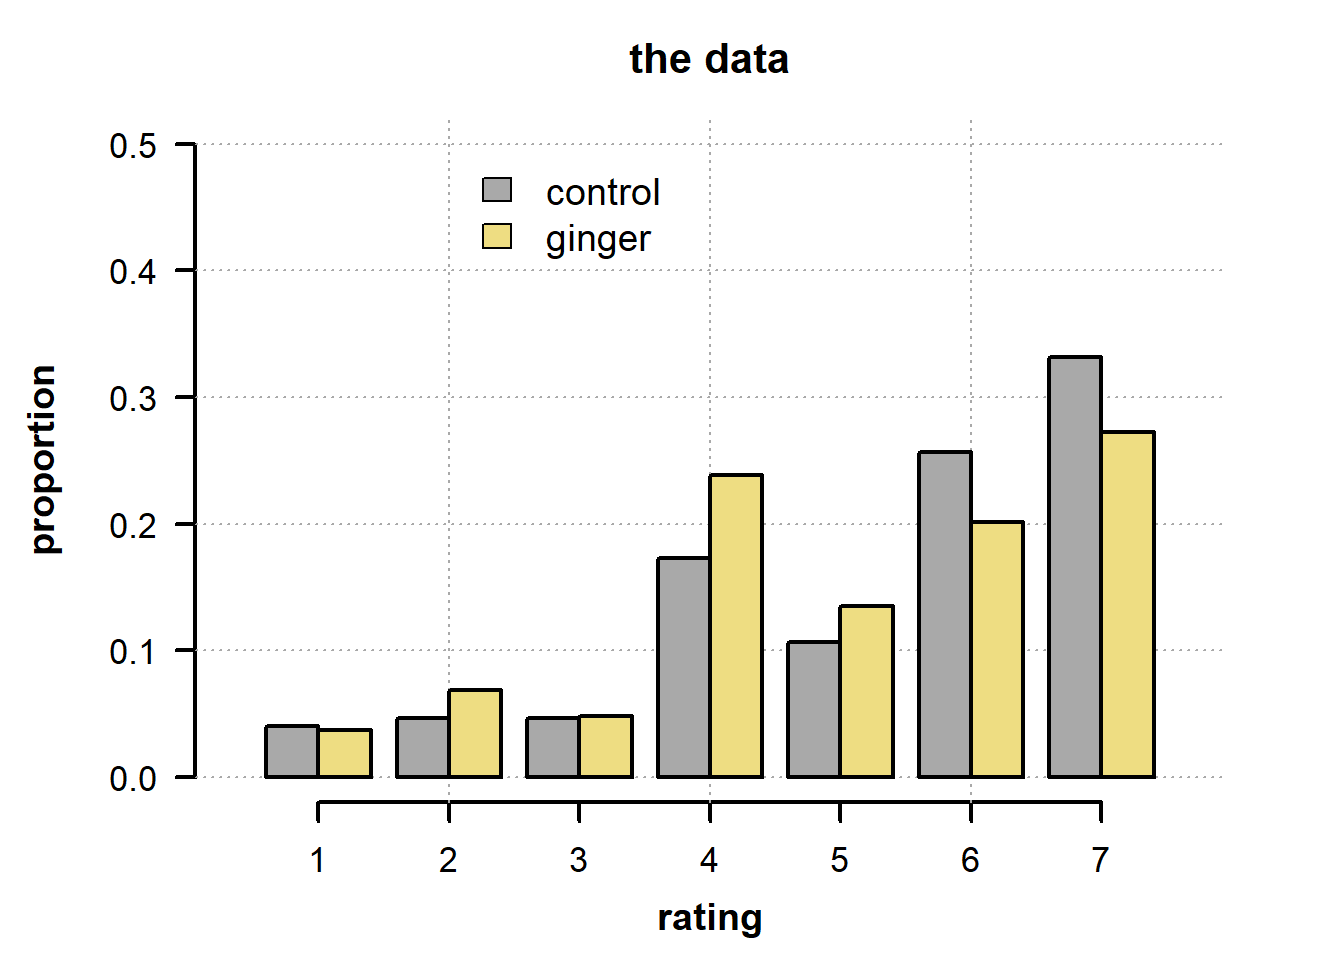 the data
0.5
0.4
0.3
0.2
0.1
0.0
proportion
control
ginger
1 2 3 4 5 6 7
rating